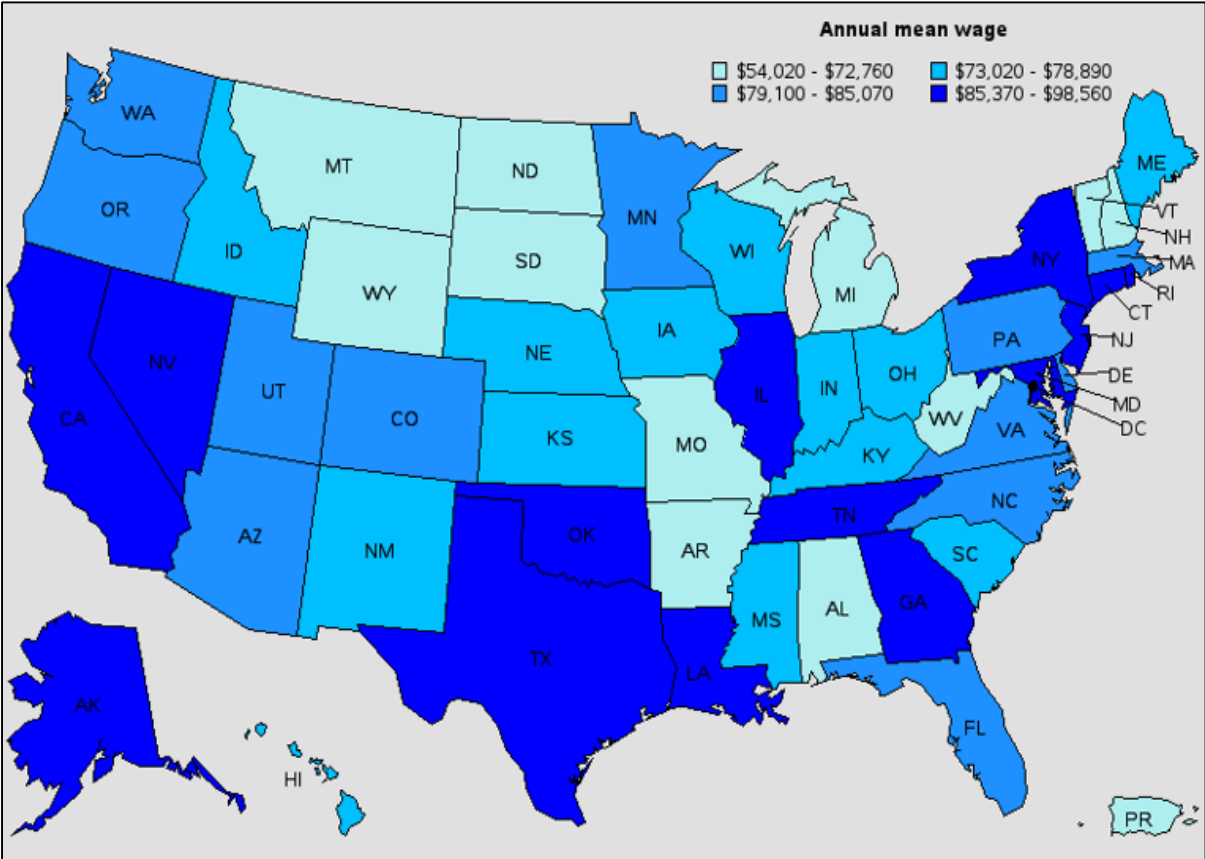 Annual mean wage
$54,020 - $72,760 $73,020 - $78,890
$79,100 - $85,070 $85,370 - $98,560
WA
MT
ND
ME
OR
MN
VT
ID
SD
WI
NH
NY
MA
WY
MI
RI
CT
IA
PA
NJ
NV
NE
OH
DE
UT
IN
MD
CA
CO
IL
WV
DC
KS
VA
MO
KY
AZ
NM
OK
TN
NC
AR
SC
MS
AL
GA
TX
LA
AK
FL
HI
PR